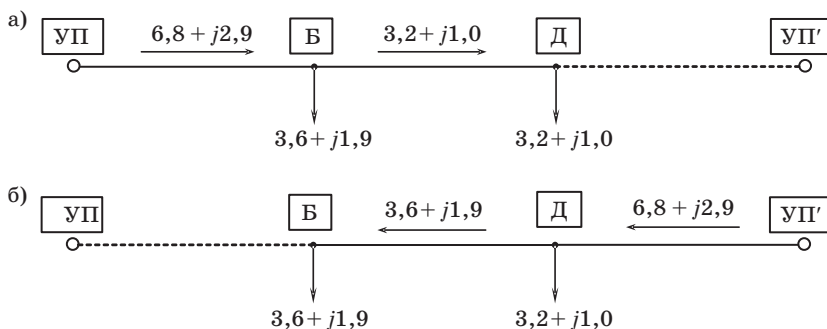 а)
УП 6,8 + j2,9 Б 3,2 + j1,0 Д УП′
3,6 + j1,9 3,2 + j1,0
б)
УП Б 3,6 + j1,9 Д 6,8 + j2,9 УП′
3,6 + j1,9 3,2 + j1,0